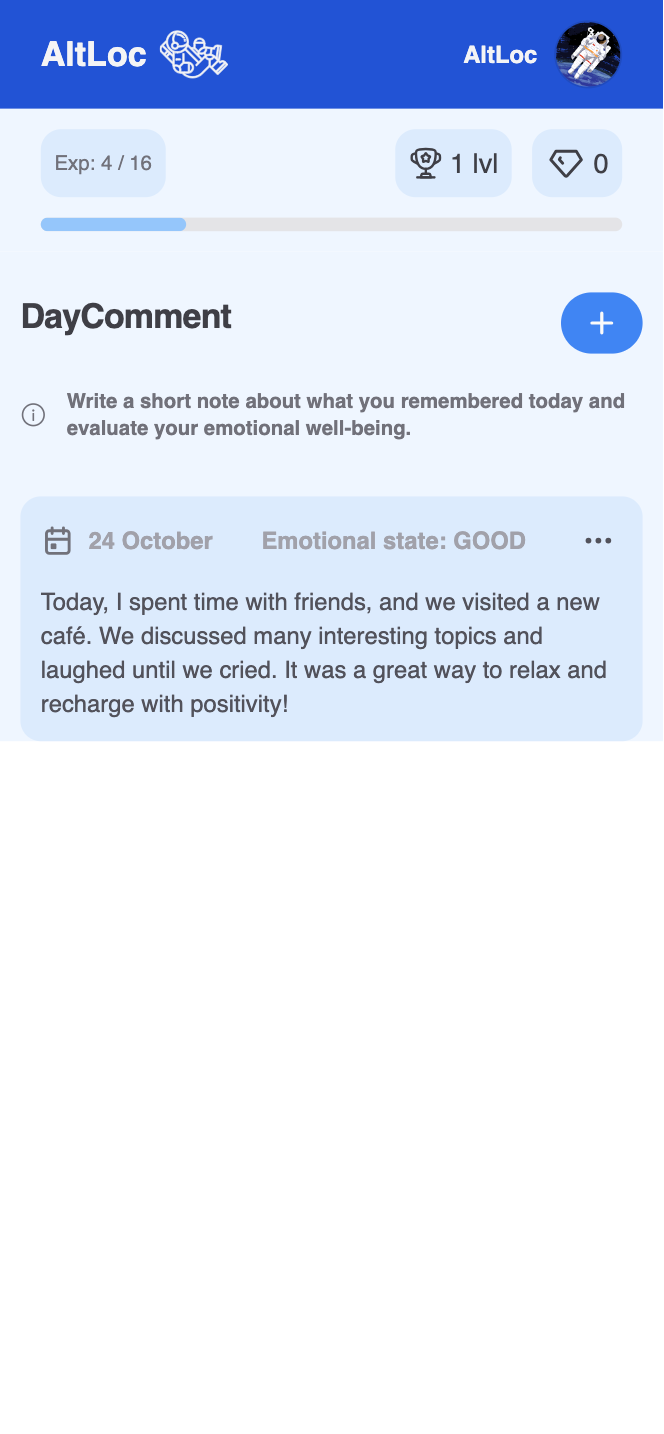 AltLoc
AltLoc
Exp: 4 / 16
1 lvl
0
DayComment
Write a short note about what you remembered today and
evaluate your emotional well-being.
24 October
Emotional state: GOOD
Today, I spent time with friends, and we visited a new
café. We discussed many interesting topics and
laughed until we cried. It was a great way to relax and
recharge with positivity!